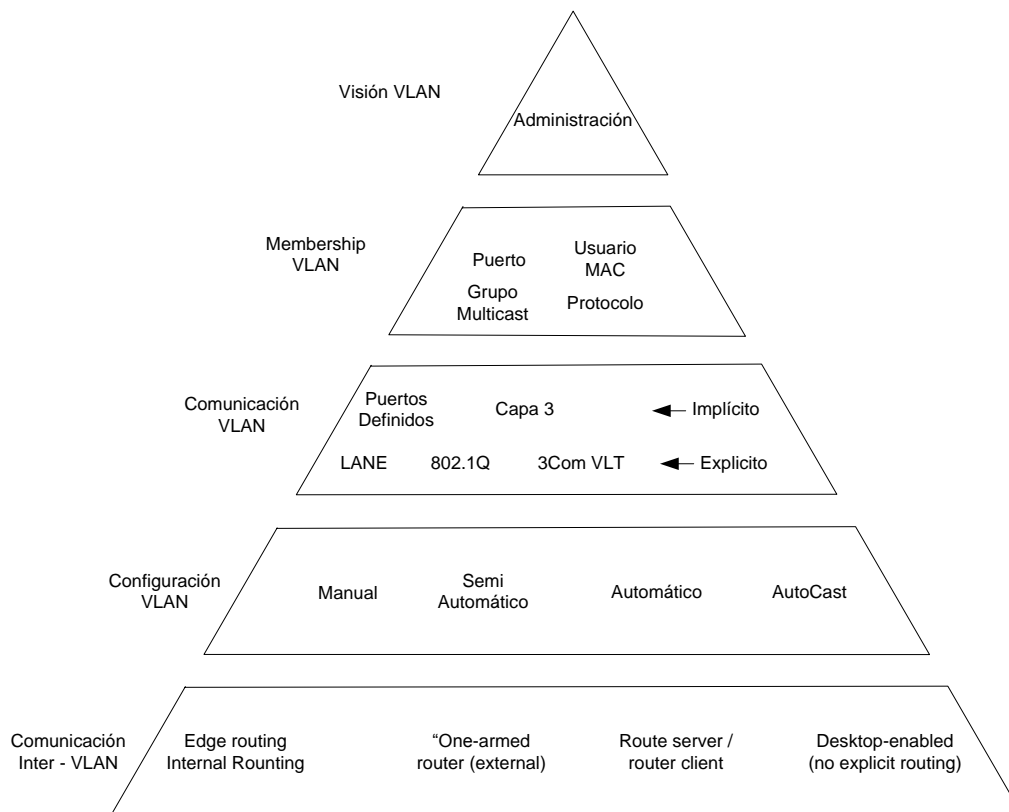 Visión VLAN
Administración
Membership
VLAN
Puerto
Usuario
MAC
Grupo
Multicast
Protocolo
Comunicación
VLAN
Puertos
Definidos
Capa 3
Implícito
LANE
802.1Q
3Com VLT
Explicito
Configuración
VLAN
Manual
Semi
Automático
Automático
AutoCast
Comunicación
Inter - VLAN
Edge routing
Internal Rounting
“One-armed
router (external)
Route server /
router client
Desktop-enabled
(no explicit routing)